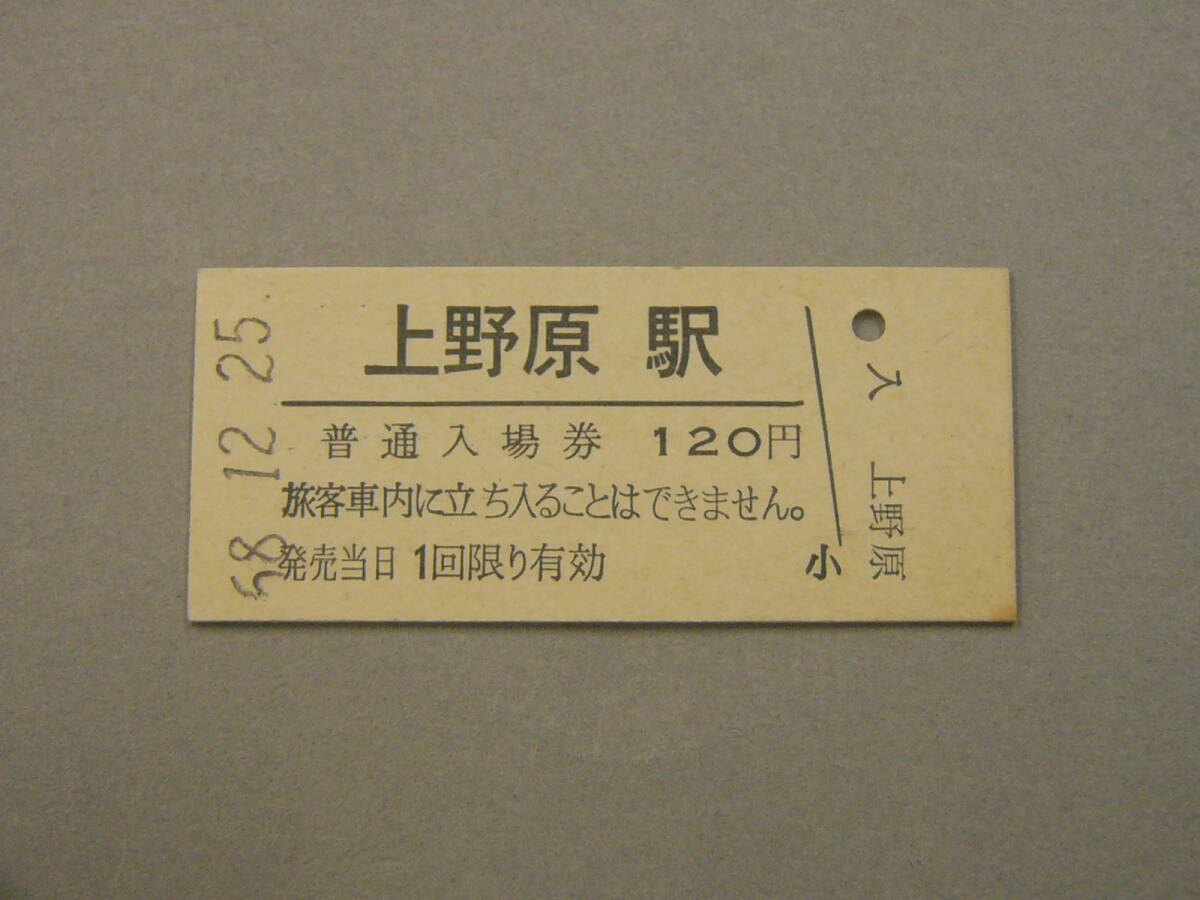 上野原 駅
普通入場券 120円
旅客車内に立ち入ることはできません。
発売当日 1回限り有効
小
入 上野原
58 12 25